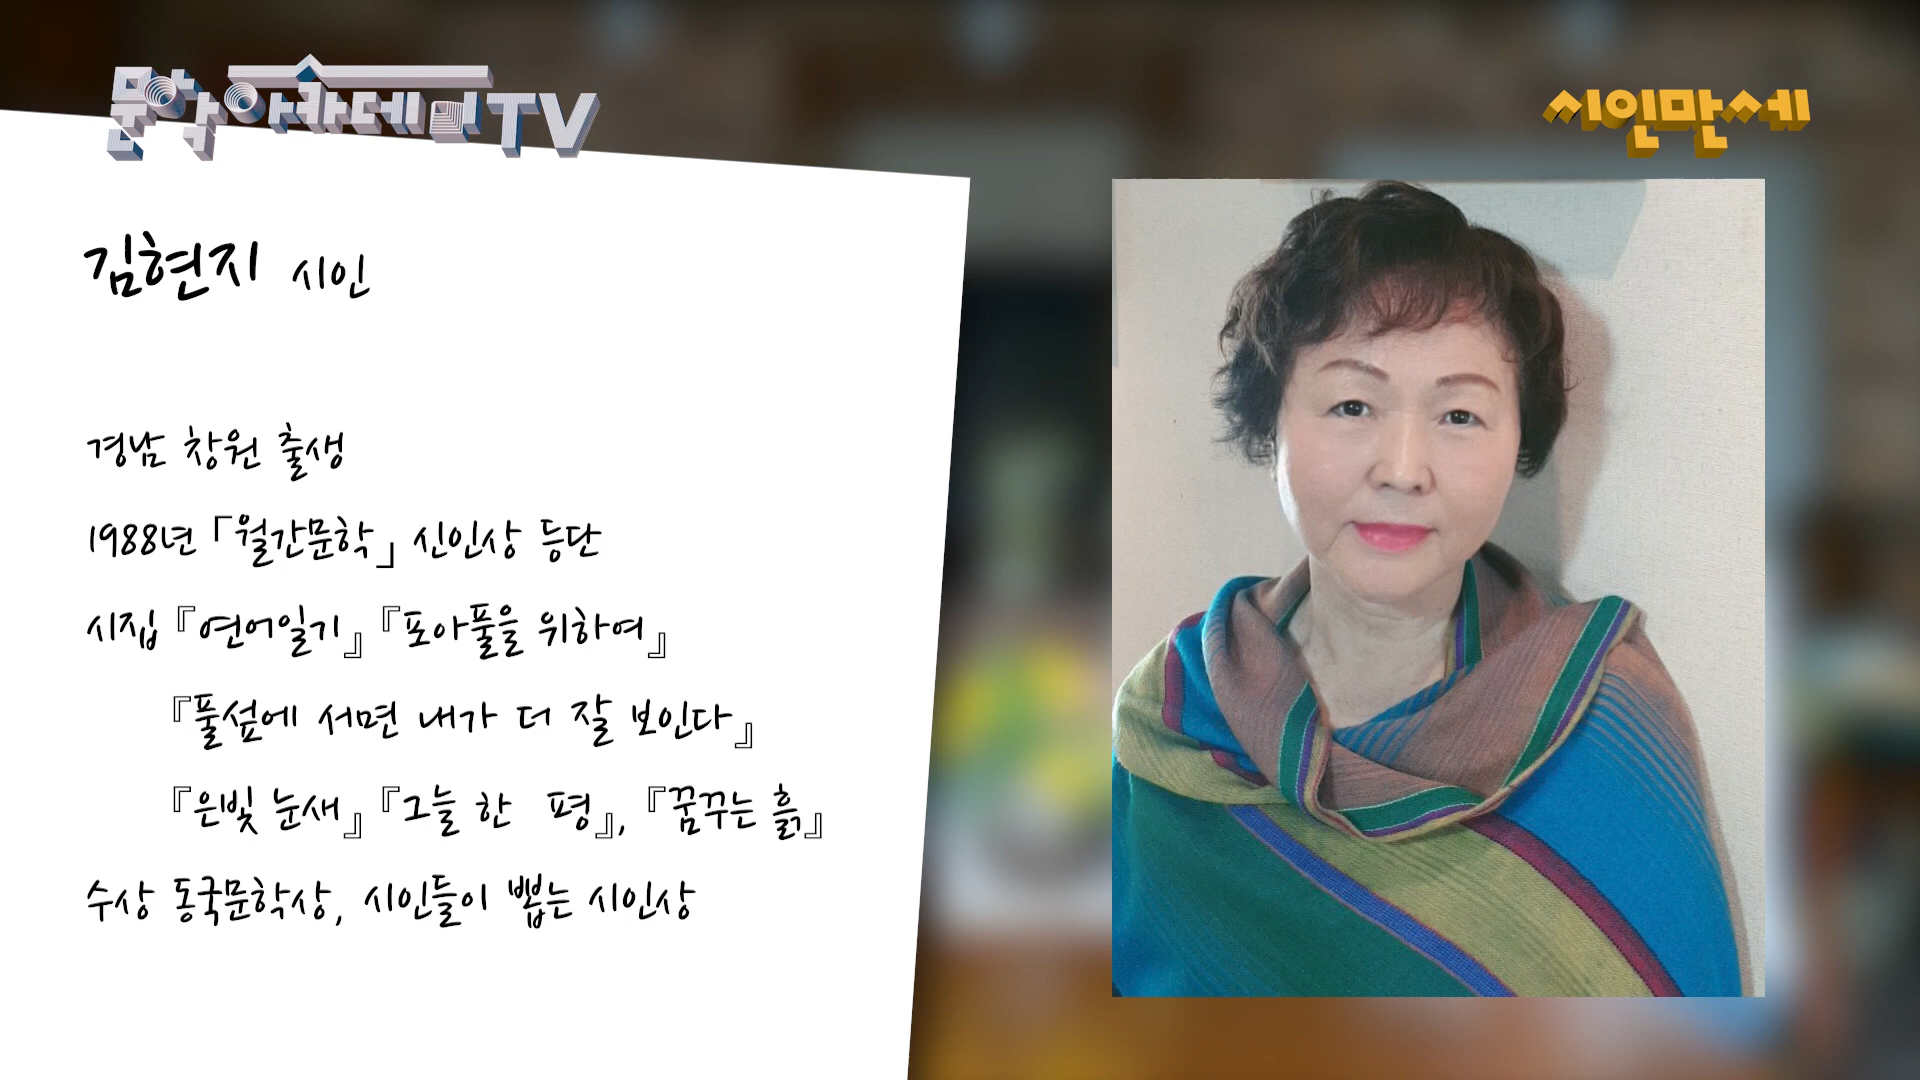 문학아카데미TV
시인만세
김현지 시인
경남 창원 출생
1988년 「월간문학」 신인상 등단
시집 『연어일기』 『포아풀을 위하여』
『풀섶에 서면 내가 더 잘 보인다』
『은빛 눈새』 『그늘 한 평』, 『꿈꾸는 흙』
수상 동국문학상, 시인들이 뽑는 시인상